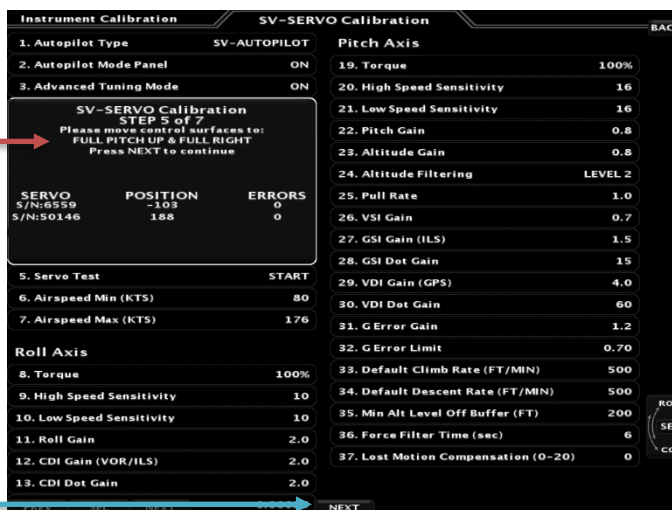 Instrument Calibration
SV-SERVO Calibration
BAC
1. Autopilot Type SV-AUTOPILOT
2. Autopilot Mode Panel ON
3. Advanced Tuning Mode ON
SV-SERVO Calibration
STEP 5 of 7
Please move control surfaces to:
FULL PITCH UP & FULL RIGHT
Press NEXT to continue
SERVO POSITION ERRORS
S/N:6559 -103 0
S/N:50146 188 0
5. Servo Test START
6. Airspeed Min (KTS) 80
7. Airspeed Max (KTS) 176
Roll Axis
8. Torque 100%
9. High Speed Sensitivity 10
10. Low Speed Sensitivity 10
11. Roll Gain 2.0
12. CDI Gain (VOR/ILS) 2.0
13. CDI Dot Gain 2.0
PREV SEL NEXT
Pitch Axis
19. Torque 100%
20. High Speed Sensitivity 16
21. Low Speed Sensitivity 16
22. Pitch Gain 0.8
23. Altitude Gain 0.8
24. Altitude Filtering LEVEL 2
25. Pull Rate 1.0
26. VSI Gain 0.7
27. GSI Gain (ILS) 1.5
28. GSI Dot Gain 15
29. VDI Gain (GPS) 4.0
30. VDI Dot Gain 60
31. G Error Gain 1.2
32. G Error Limit 0.70
33. Default Climb Rate (FT/MIN) 500
34. Default Descent Rate (FT/MIN) 500
35. Min Alt Level Off Buffer (FT) 200
36. Force Filter Time (sec) 6
37. Lost Motion Compensation (0-20) 0
NEXT
RO
SE
CO